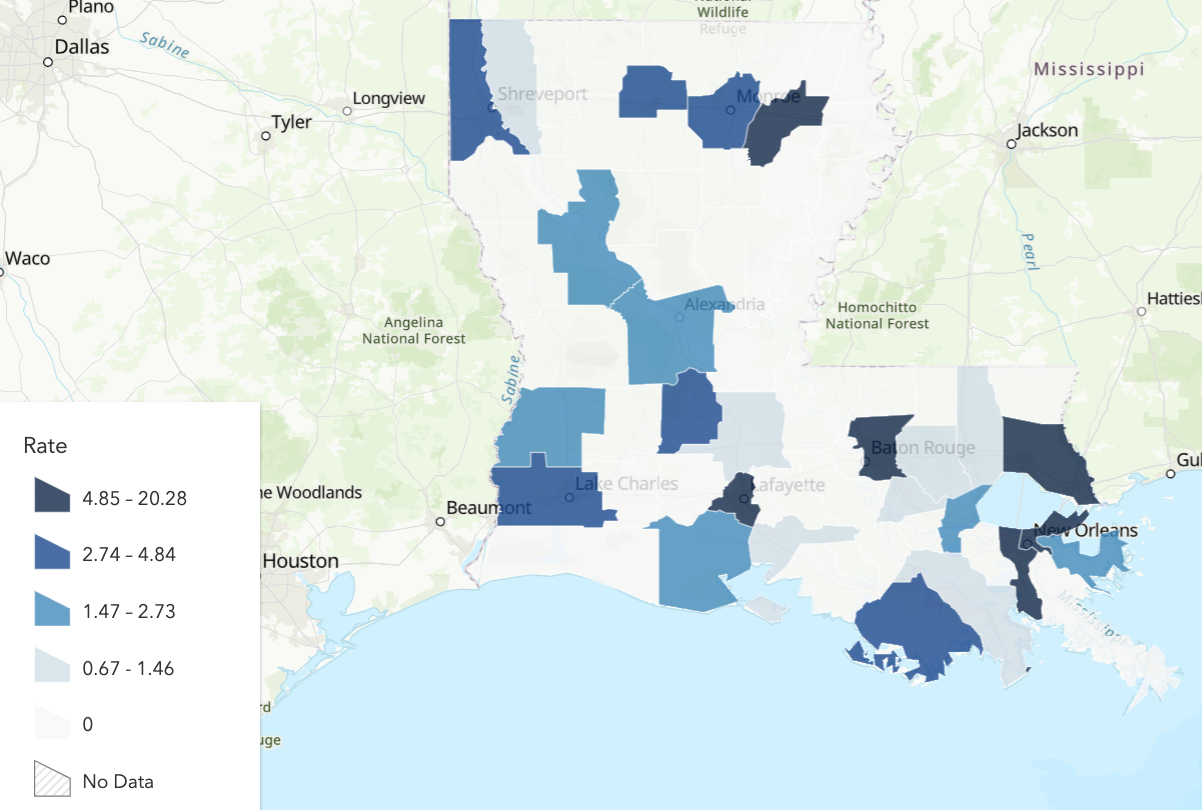 Plano
Dallas
Sabine
National
Wildlife
Refuge
Mississippi
Longview
Tyler
Shreveport
Monroe
Jackson
Waco
Pearl
Alexandria
Homochitto
National Forest
Angelina
National Forest
Sabine
Rate
4.85 – 20.28
2.74 – 4.84
1.47 – 2.73
0.67 - 1.46
0
No Data
Baton Rouge
Lake Charles
Lafayette
Woodlands
Beaumont
Houston
New Orleans